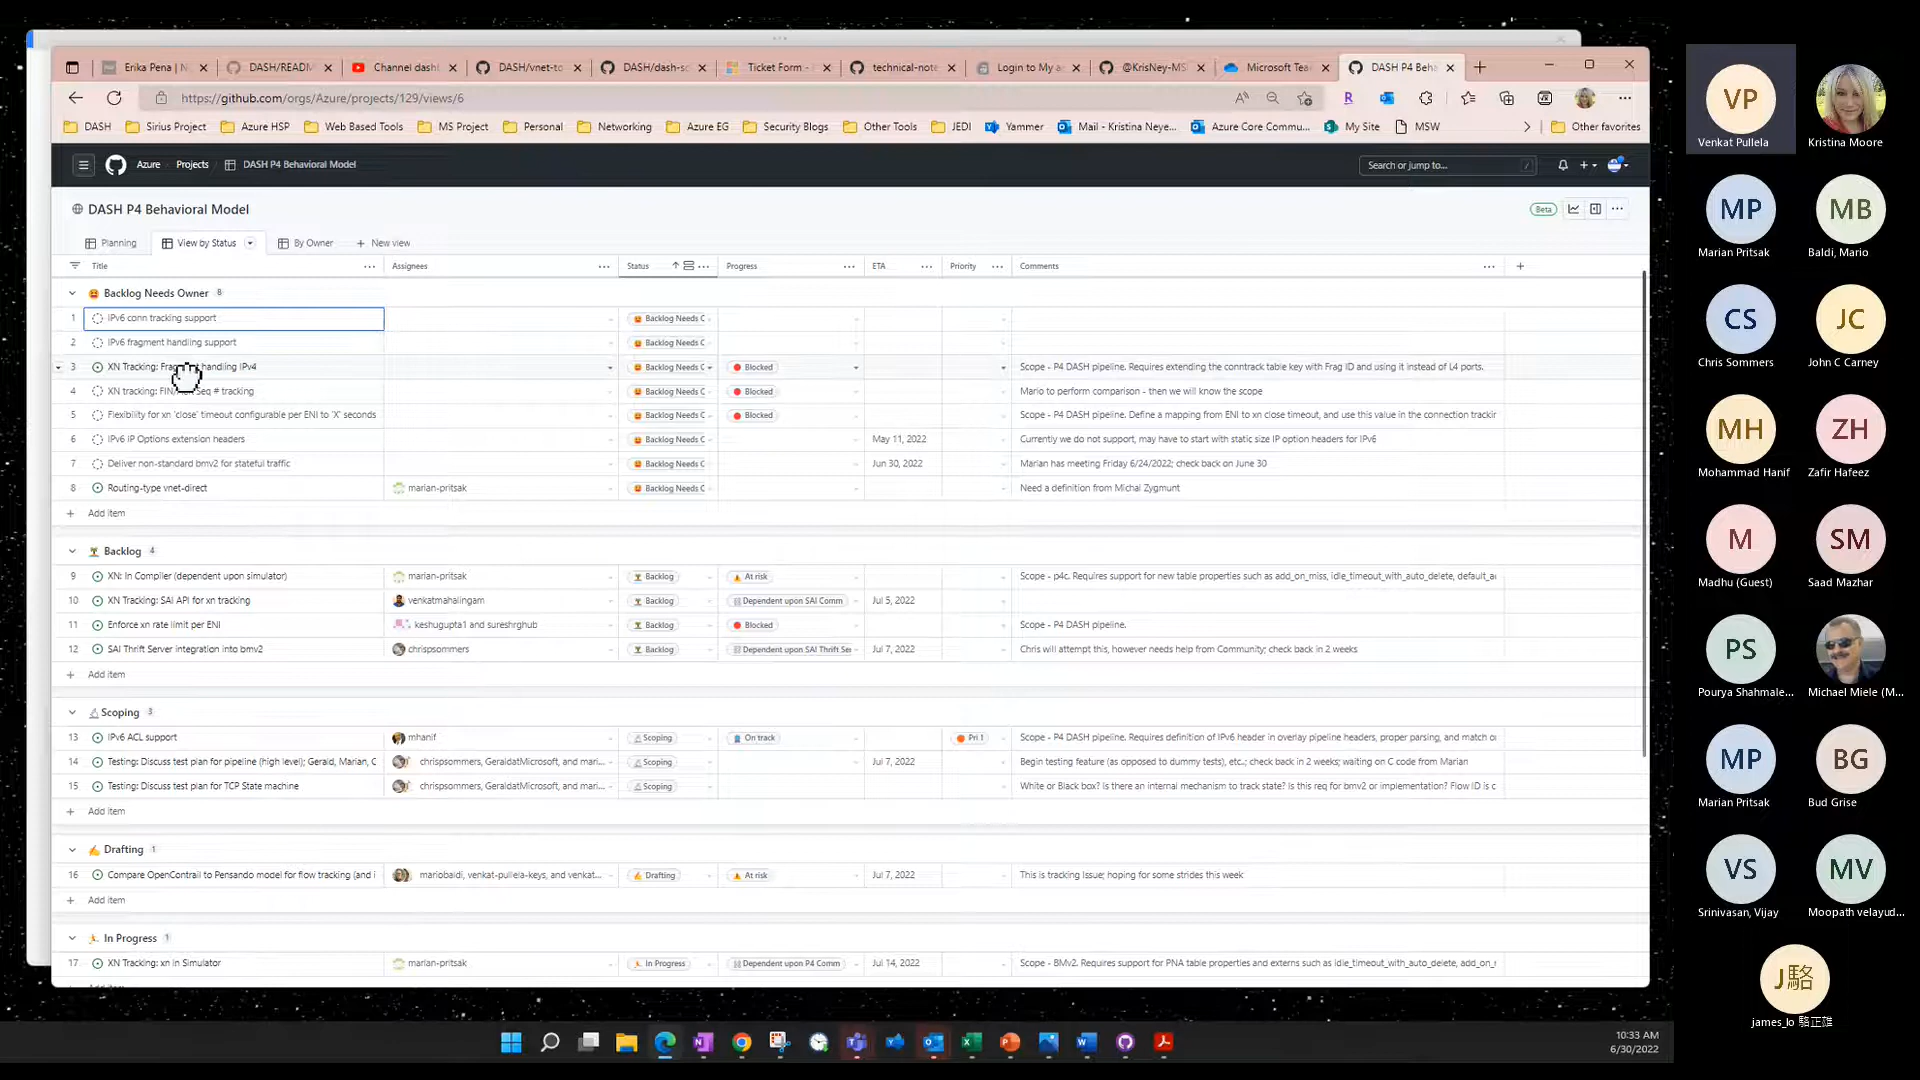 Erika Pena | N
DASH/READM
Channel dash
DASH/vnet-to
DASH/dash-so
Ticket Form -
technical-note
Login to My a
@KrisNey-MS
Microsoft Tea
DASH P4 Beha
https://github.com/orgs/Azure/projects/129/views/6
DASH
Sirius Project
Azure HSP
Web Based Tools
MS Project
Personal
Networking
Azure EG
Security Blogs
Other Tools
JEDI
Yammer
Mail - Kristina Neye...
Azure Core Commu...
My Site
MSW
Other favorites
Azure Projects DASH P4 Behavioral Model
Search or jump to...
DASH P4 Behavioral Model
Beta
Planning View by Status By Owner + New view
Title Assignees Status Progress ETA Priority Comments
Backlog Needs Owner 8
1 IPv6 conn tracking support Backlog Needs C
2 IPv6 fragment handling support Backlog Needs C
3 XN Tracking: handling IPv4 Backlog Needs C Blocked Scope - P4 DASH pipeline. Requires extending the conntrack table key with Frag ID and using it instead of L4 ports.
4 XN tracking: Seq # tracking Backlog Needs C Blocked Mario to perform comparison - then we will know the scope
5 Flexibility for xn 'close' timeout configurable per ENI to 'X' seconds Backlog Needs C Blocked Scope - P4 DASH pipeline. Define a mapping from ENI to xn close timeout, and use this value in the connection trackin
6 IPv6 IP Options extension headers Backlog Needs C May 11, 2022 Currently we do not support, may have to start with static size IP option headers for IPv6
7 Deliver non-standard bmv2 for stateful traffic Backlog Needs C Jun 30, 2022 Marian has meeting Friday 6/24/2022; check back on June 30
8 Routing-type vnet-direct marian-pritsak Backlog Needs C Need a definition from Michal Zygmunt
+ Add item
Backlog 4
9 XN: In Compiler (dependent upon simulator) marian-pritsak Backlog At risk Scope - p4c. Requires support for new table properties such as add_on_miss, idle_timeout_with_auto_delete, default_a
10 XN Tracking: SAI API for xn tracking venkatmahalingam Backlog Dependent upon SAI Comm Jul 5, 2022
11 Enforce xn rate limit per ENI keshugupta1 and sureshrghub Backlog Blocked Scope - P4 DASH pipeline.
12 SAI Thrift Server integration into bmv2 chrispsommers Backlog Dependent upon SAI Thrift Ser Jul 7, 2022 Chris will attempt this, however needs help from Community; check back in 2 weeks
+ Add item
Scoping 3
13 IPv6 ACL support mhanif Scoping On track Pri 1 Scope - P4 DASH pipeline. Requires definition of IPv6 header in overlay pipeline headers, proper parsing, and match o
14 Testing: Discuss test plan for pipeline (high level); Gerald, Marian, C chrispsommers, GeraldatMicrosoft, and mari... Scoping Jul 7, 2022 Begin testing feature (as opposed to dummy tests), etc.; check back in 2 weeks; waiting on C code from Marian
15 Testing: Discuss test plan for TCP State machine chrispsommers, GeraldatMicrosoft, and mari... Scoping White or Black box? Is there an internal mechanism to track state? Is this req for bmv2 or implementation? Flow ID is c
+ Add item
Drafting 1
16 Compare OpenContrail to Pensando model for flow tracking (and i mariobaldi, venkat-pullela-keys, and venkat... Drafting At risk Jul 7, 2022 This is tracking Issue; hoping for some strides this week
+ Add item
In Progress 1
17 XN Tracking: xn in Simulator marian-pritsak In Progress Dependent upon P4 Comm Jul 14, 2022 Scope - BMv2. Requires support for PNA table properties and externs such as idle_timeout_with_auto_delete, add_on_
10:33 AM
6/30/2022
VP
Venkat Pullela
Kristina Moore
MP
Marian Pritsak
MB
Baldi, Mario
CS
Chris Sommers
JC
John C Carney
MH
Mohammad Hanif
ZH
Zafir Hafeez
M
Madhu (Guest)
SM
Saad Mazhar
PS
Pourya Shahmale...
Michael Miele (M...
MP
Marian Pritsak
BG
Bud Grise
VS
Srinivasan, Vijay
MV
Moopath velayud...
J駱
james_lo 駱正雄